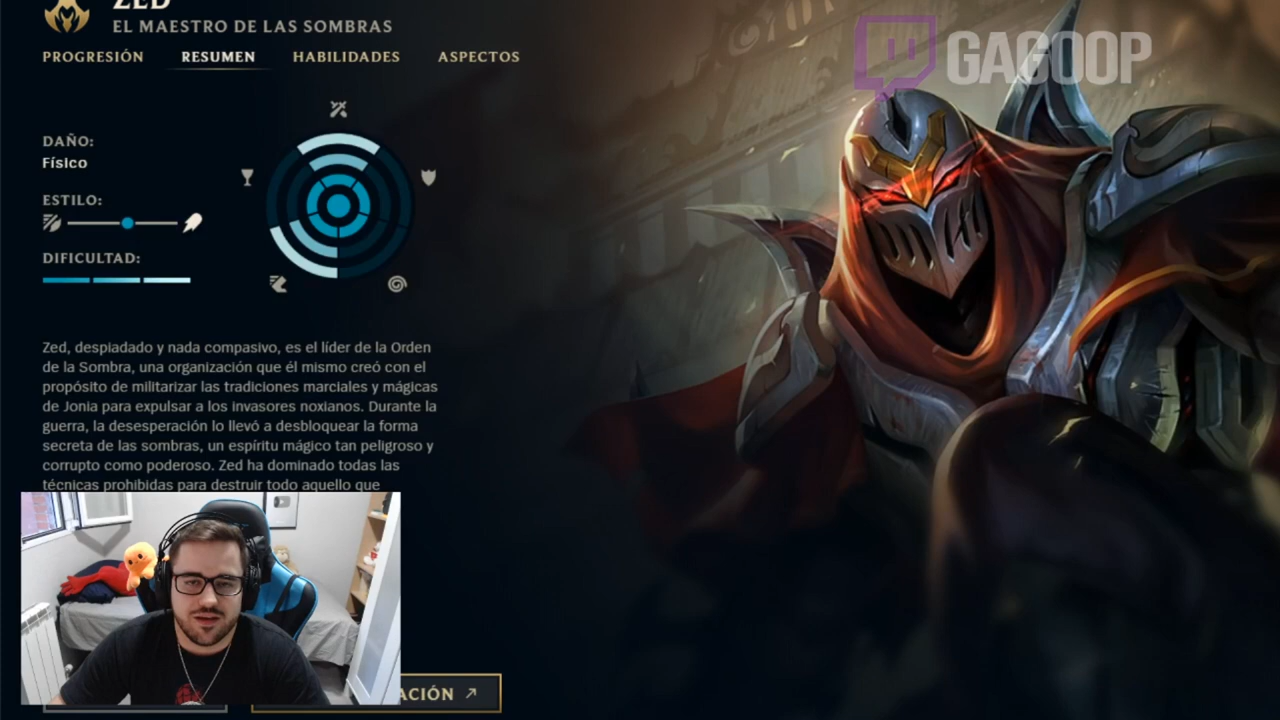 ZED
EL MAESTRO DE LAS SOMBRAS
PROGRESIÓN RESUMEN HABILIDADES ASPECTOS
GAGOOP
DAÑO:
Físico
ESTILO:
DIFICULTAD:
Zed, despiadado y nada compasivo, es el líder de la Orden
de la Sombra, una organización que él mismo creó con el
propósito de militarizar las tradiciones marciales y mágicas
de Jonia para expulsar a los invasores noxianos. Durante la
guerra, la desesperación lo llevó a desbloquear la forma
secreta de las sombras, un espíritu mágico tan peligroso y
corrupto como poderoso. Zed ha dominado todas las
técnicas prohibidas para destruir todo aquello que
ACIÓN